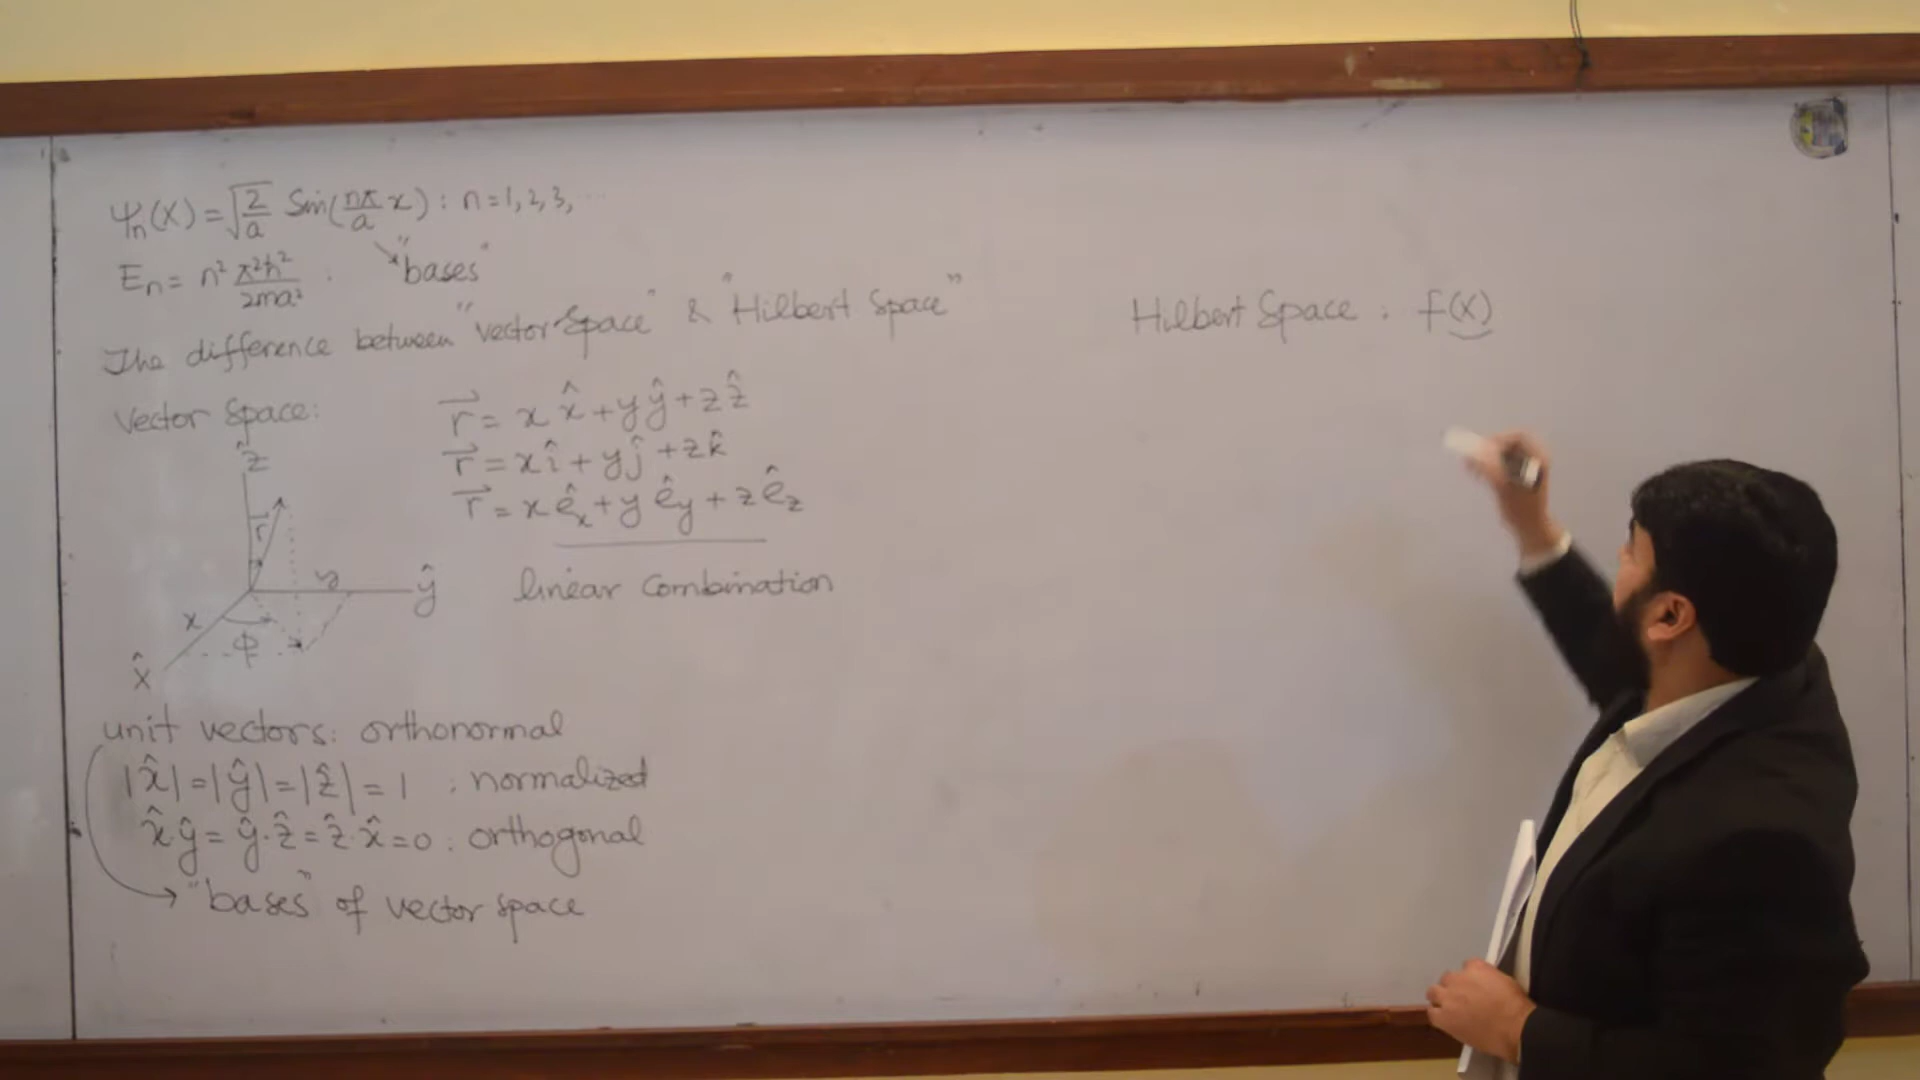 ψn(x) = √(2/a) Sin(nπ/a x) : n = 1, 2, 3, ...
En = n² π²ħ²/2ma² . "bases"
The difference between "vector space" & "Hilbert Space"
Vector Space:
r⃗ = x x̂ + y ŷ + z ẑ
r⃗ = x î + y ĵ + z k̂
r⃗ = x êx + y êy + z êz
linear Combination
ẑ
r⃗
y
ŷ
x
φ
x̂
unit vectors: orthonormal
|x̂| = |ŷ| = |ẑ| = 1 : normalized
x̂·ŷ = ŷ·ẑ = ẑ·x̂ = 0 : orthogonal
→ "bases" of vector space
Hilbert Space : f(x)